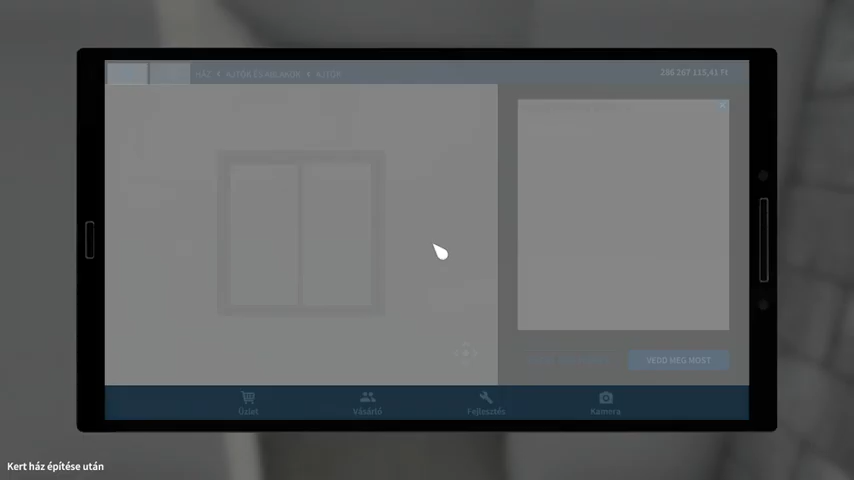 HÁZ AJTÓK ÉS ABLAKOK AJTÓK
286 267 115,41 Ft
VEDD MEG MOST
Üzlet
Vásárló
Fejlesztés
Kamera
Kert ház építése után